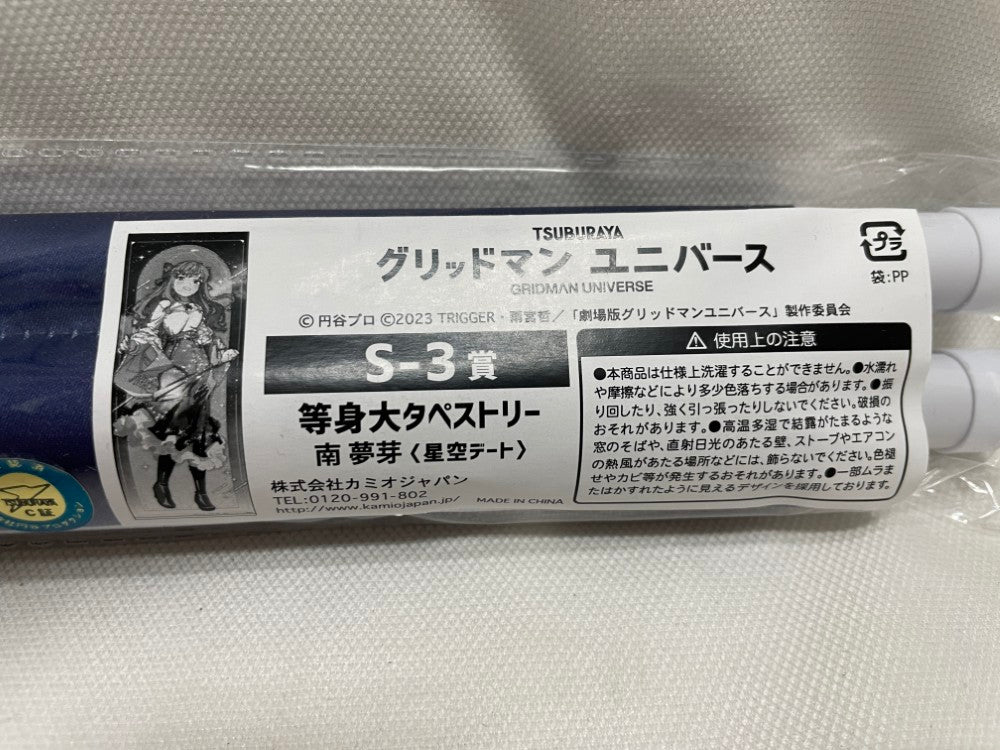 TSUBURAYA
グリッドマン ユニバース
GRIDMAN UNIVERSE
©円谷プロ ©2023 TRIGGER・雨宮哲/「劇場版グリッドマンユニバース」製作委員会
S-3賞
等身大タペストリー
南 夢芽〈星空デート〉
株式会社カミオジャパン
TEL:0120-991-802
http://www.kamiojapan.jp/
MADE IN CHINA
プラ
袋:PP
⚠ 使用上の注意
●本商品は仕様上洗濯することができません。●水濡れ
や摩擦などにより多少色落ちする場合があります。●振
り回したり、強く引っ張ったりしないでください。破損の
おそれがあります。●高温多湿で結露がたまるような
窓のそばや、直射日光のあたる壁、ストーブやエアコン
の熱風があたる場所などには、飾らないでください。色褪
せやカビ等が発生するおそれがあります。●一部ムラま
たはかすれたように見えるデザインを採用しております。
C証